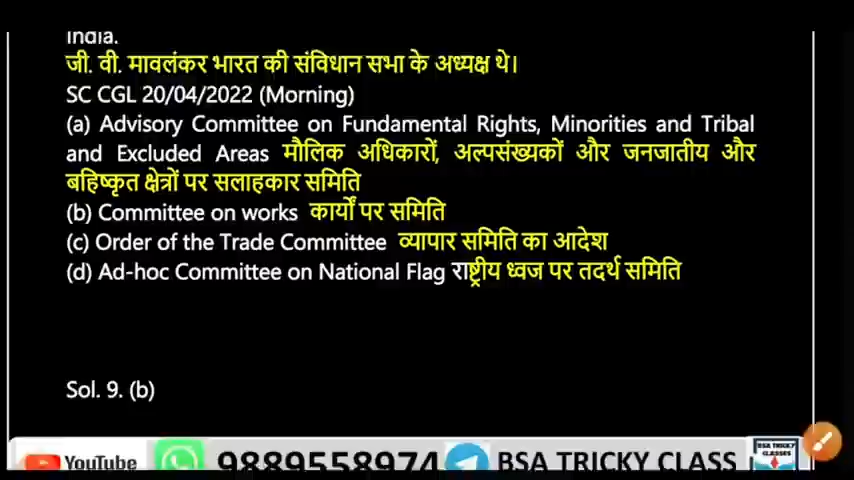 India.
जी. वी. मावलंकर भारत की संविधान सभा के अध्यक्ष थे।
SC CGL 20/04/2022 (Morning)
(a) Advisory Committee on Fundamental Rights, Minorities and Tribal
and Excluded Areas मौलिक अधिकारों, अल्पसंख्यकों और जनजातीय और
बहिष्कृत क्षेत्रों पर सलाहकार समिति
(b) Committee on works कार्यों पर समिति
(c) Order of the Trade Committee व्यापार समिति का आदेश
(d) Ad-hoc Committee on National Flag राष्ट्रीय ध्वज पर तदर्थ समिति
Sol. 9. (b)
YouTube 9889558974 BSA TRICKY CLASS
BSA TRICKY
CLASSES